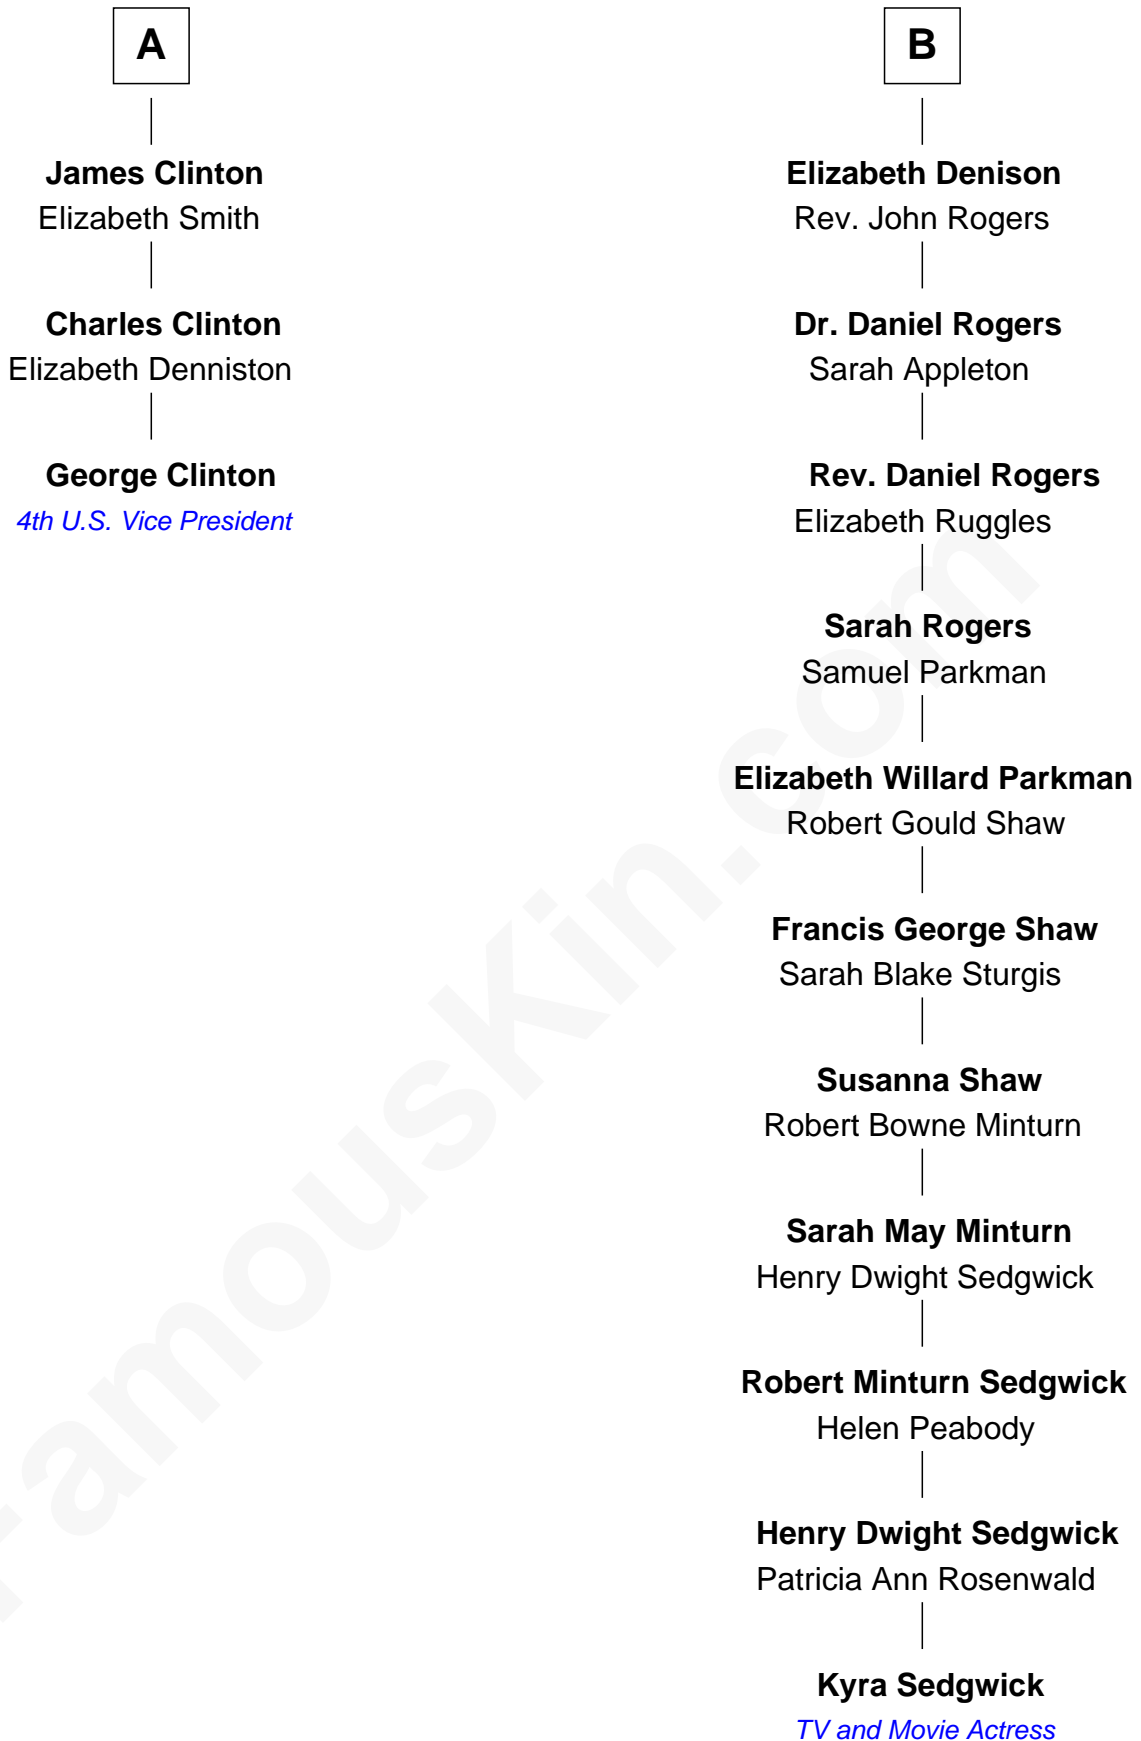 A
James Clinton
Elizabeth Smith
Charles Clinton
Elizabeth Denniston
George Clinton
4th U.S. Vice President
B
Elizabeth Denison
Rev. John Rogers
Dr. Daniel Rogers
Sarah Appleton
Rev. Daniel Rogers
Elizabeth Ruggles
Sarah Rogers
Samuel Parkman
Elizabeth Willard Parkman
Robert Gould Shaw
Francis George Shaw
Sarah Blake Sturgis
Susanna Shaw
Robert Bowne Minturn
Sarah May Minturn
Henry Dwight Sedgwick
Robert Minturn Sedgwick
Helen Peabody
Henry Dwight Sedgwick
Patricia Ann Rosenwald
Kyra Sedgwick
TV and Movie Actress
FamousKin.com